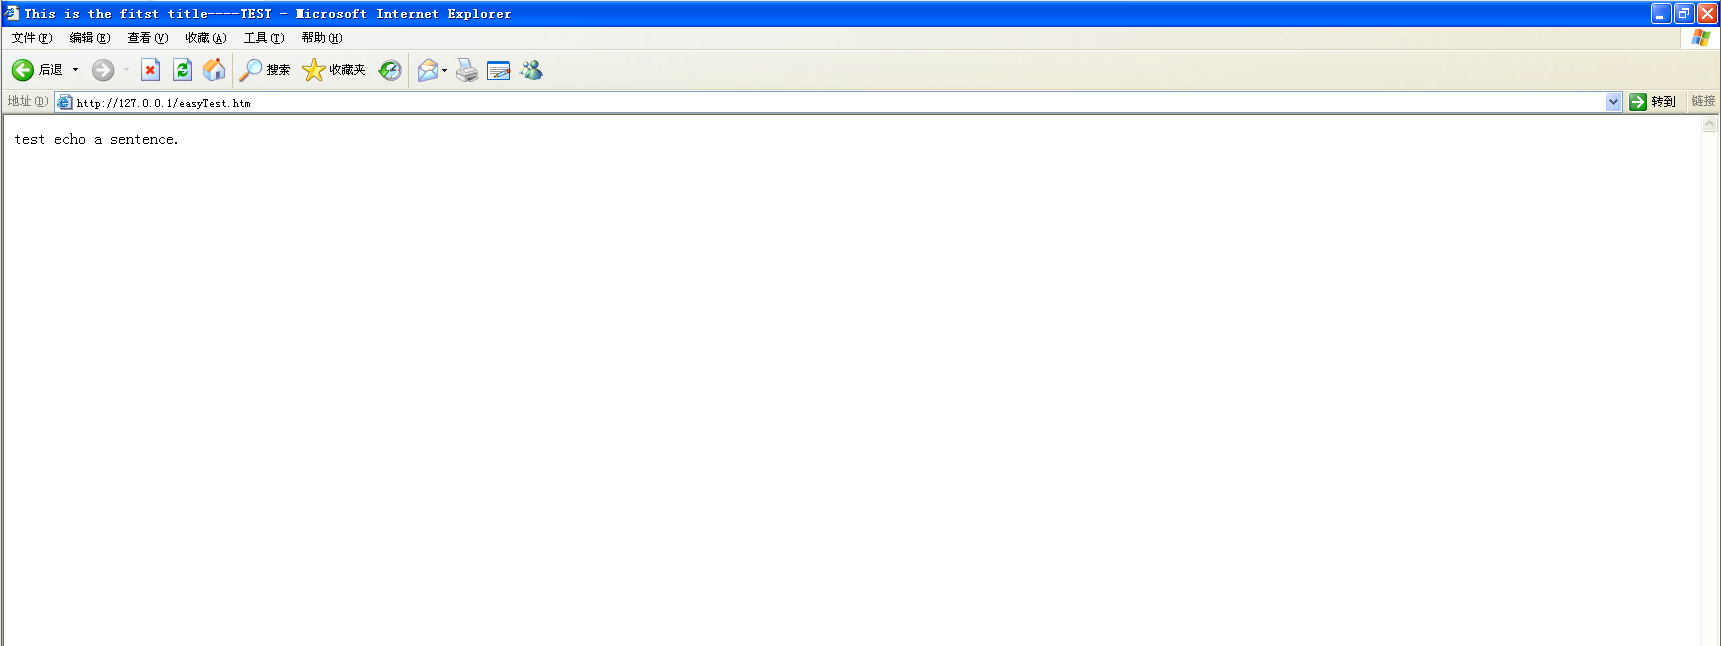 This is the fitst title----TEST - Microsoft Internet Explorer
文件(F) 编辑(E) 查看(V) 收藏(A) 工具(T) 帮助(H)
后退 搜索 收藏夹
地址(D) http://127.0.0.1/easyTest.htm 转到 链接
test echo a sentence.